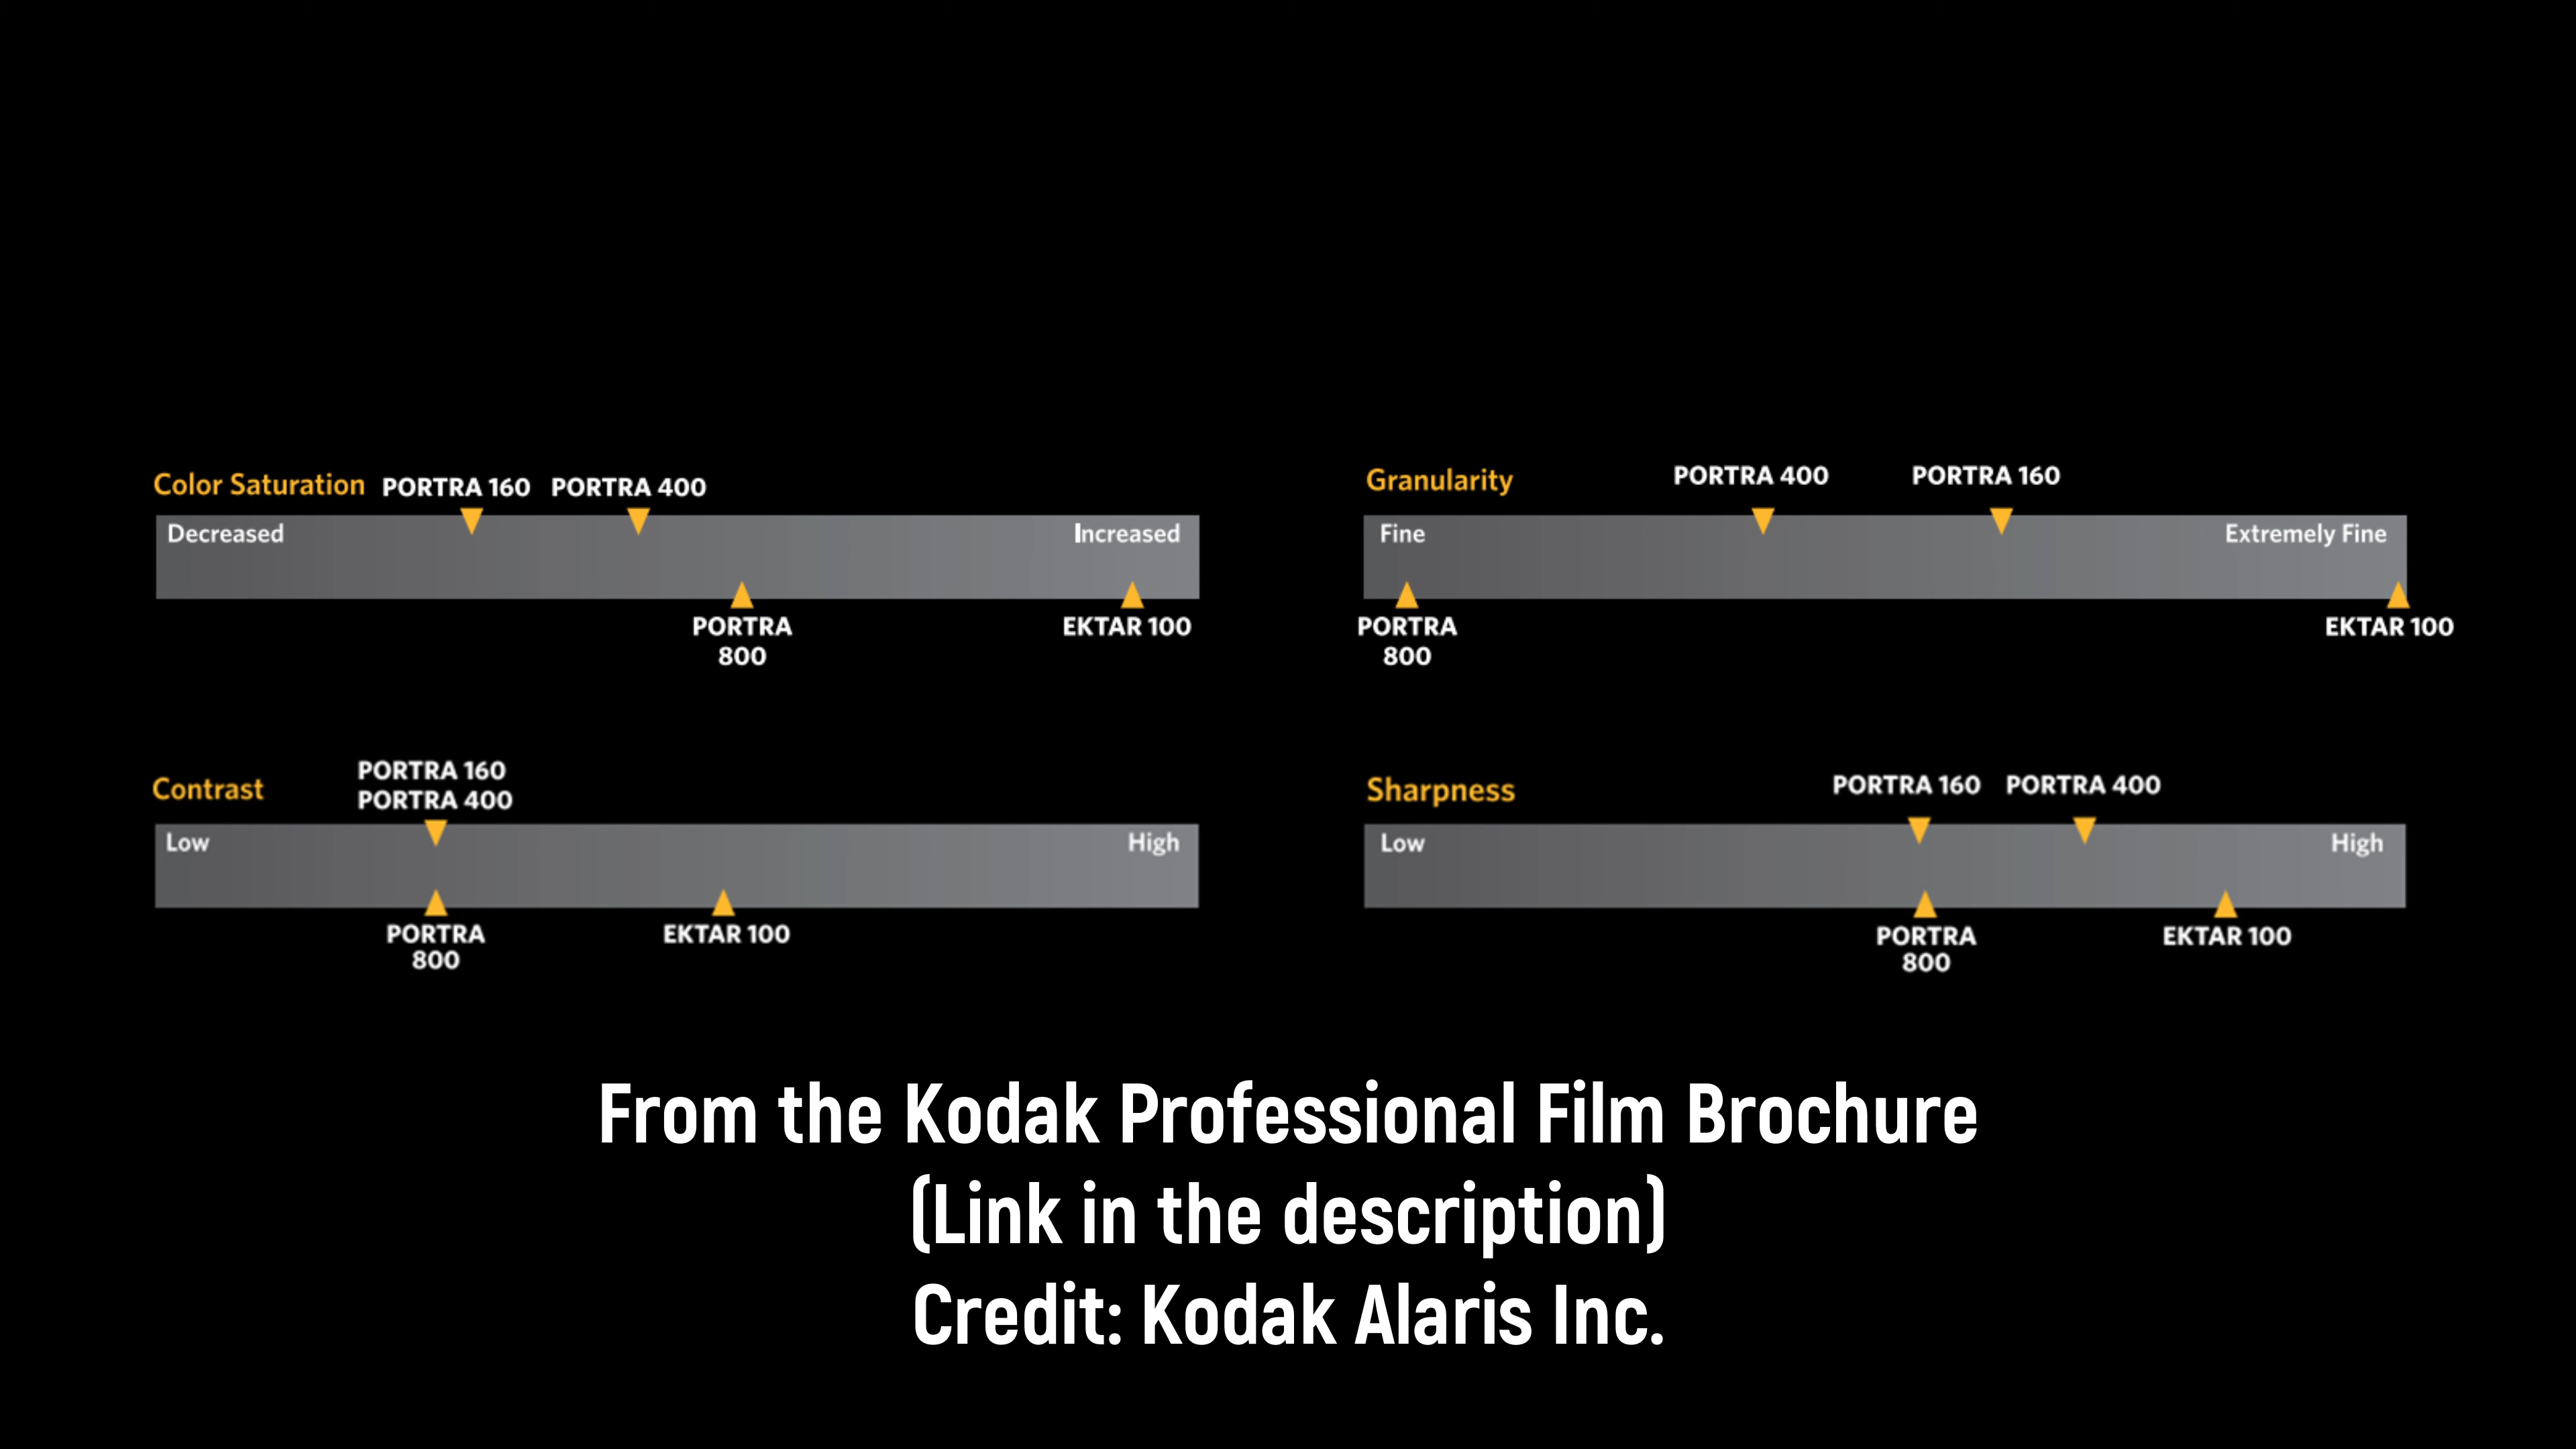 Color Saturation
PORTRA 160
PORTRA 400
Decreased
Increased
PORTRA
800
EKTAR 100
Granularity
PORTRA 400
PORTRA 160
Fine
Extremely Fine
PORTRA
800
EKTAR 100
Contrast
PORTRA 160
PORTRA 400
Low
High
PORTRA
800
EKTAR 100
Sharpness
PORTRA 160
PORTRA 400
Low
High
PORTRA
800
EKTAR 100
From the Kodak Professional Film Brochure
(Link in the description)
Credit: Kodak Alaris Inc.